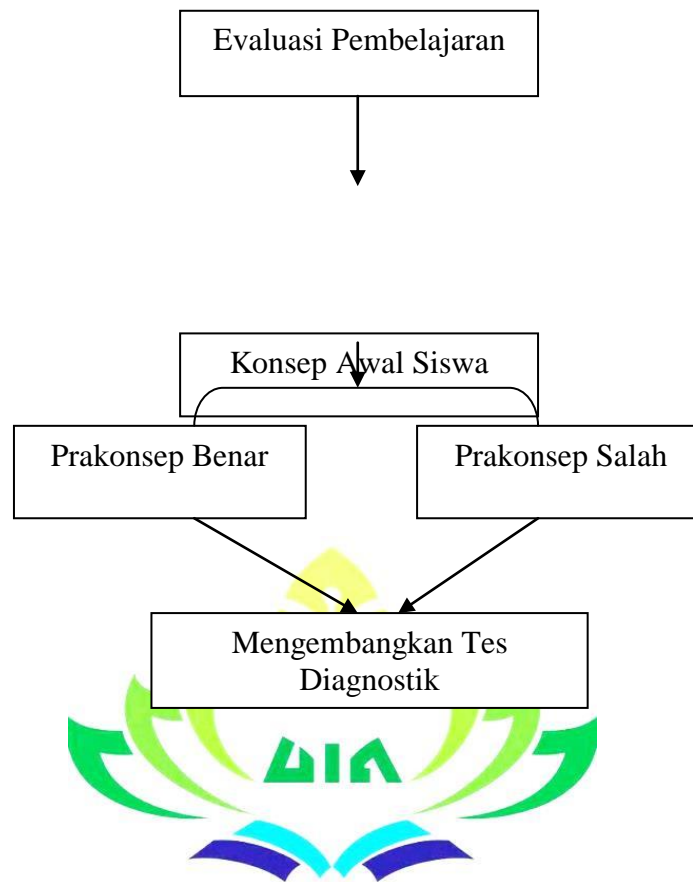 Evaluasi Pembelajaran
Konsep Awal Siswa
Prakonsep Benar
Prakonsep Salah
Mengembangkan Tes
Diagnostik